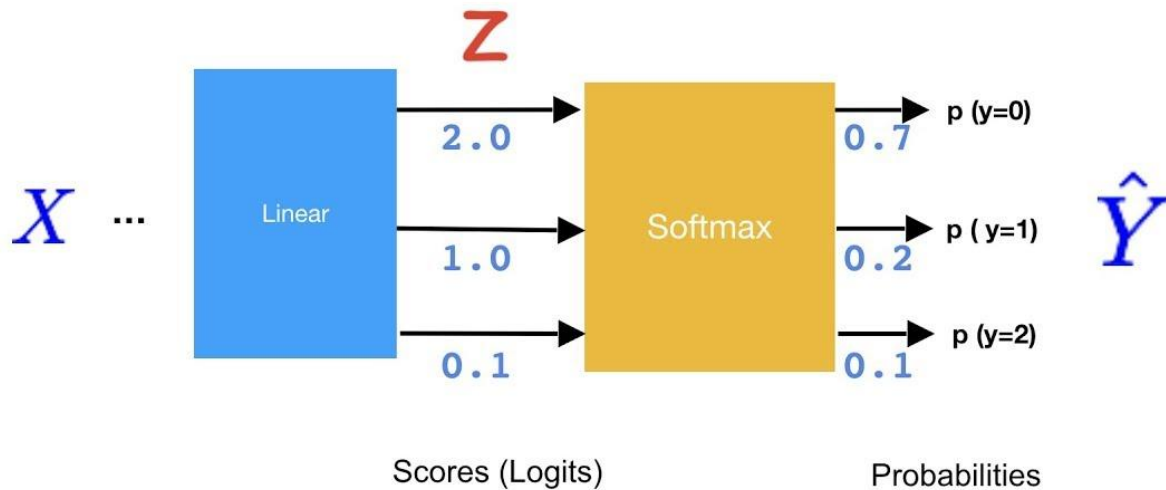 Z
2.0
0.7
p (y=0)
X
...
Linear
1.0
Softmax
0.2
p ( y=1)
Ŷ
0.1
0.1
p (y=2)
Scores (Logits)
Probabilities